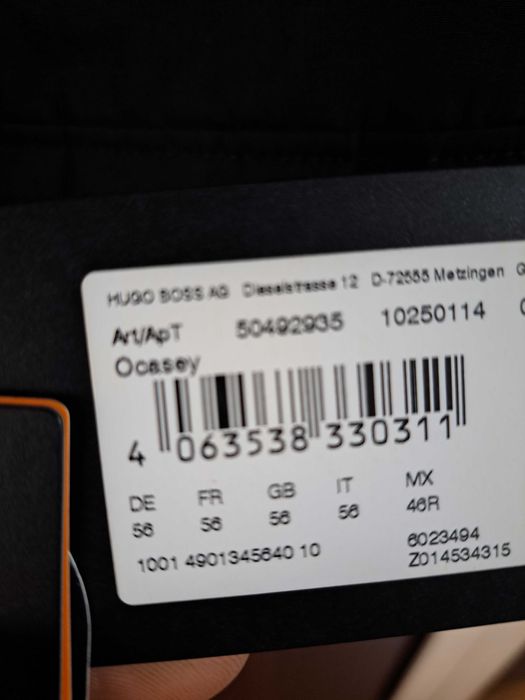 HUGO BOSS AG Dieselstrasse 12 D-72555 Metzingen G
Art/ApT 50492935 10250114
Ocasey
4 063538 330311
DE FR GB IT MX
56 56 56 56 46R
1001 4901345640 10 6023494
Z014534315